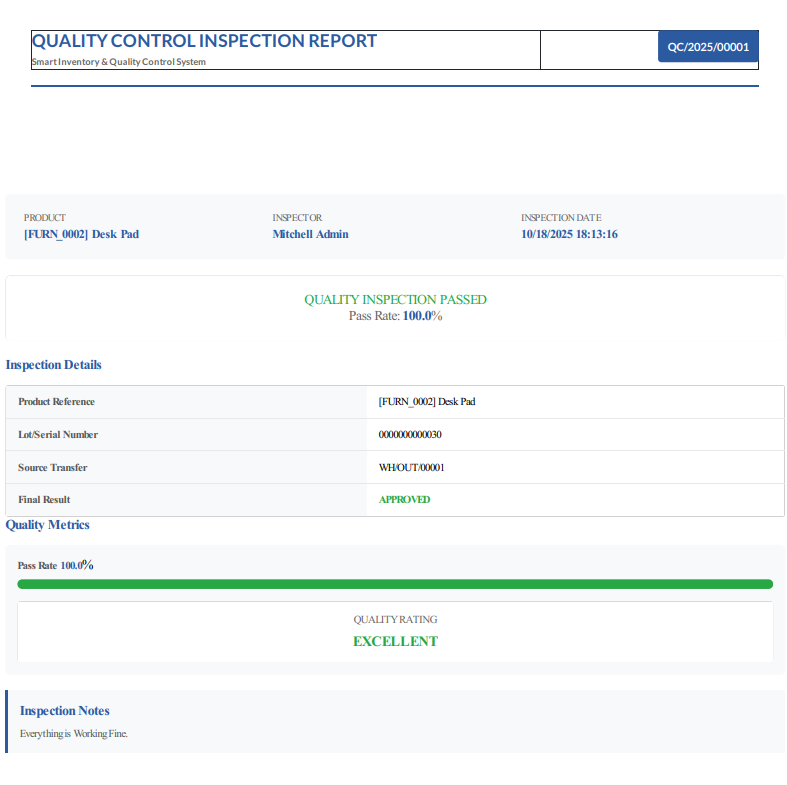 QUALITY CONTROL INSPECTION REPORT
Smart Inventory & Quality Control System
QC/2025/00001
PRODUCT
[FURN_0002] Desk Pad
INSPECTOR
Mitchell Admin
INSPECTION DATE
10/18/2025 18:13:16
QUALITY INSPECTION PASSED
Pass Rate: 100.0%
Inspection Details
Product Reference [FURN_0002] Desk Pad
Lot/Serial Number 0000000000030
Source Transfer WH/OUT/00001
Final Result APPROVED
Quality Metrics
Pass Rate 100.0%
QUALITY RATING
EXCELLENT
Inspection Notes
Everything is Working Fine.